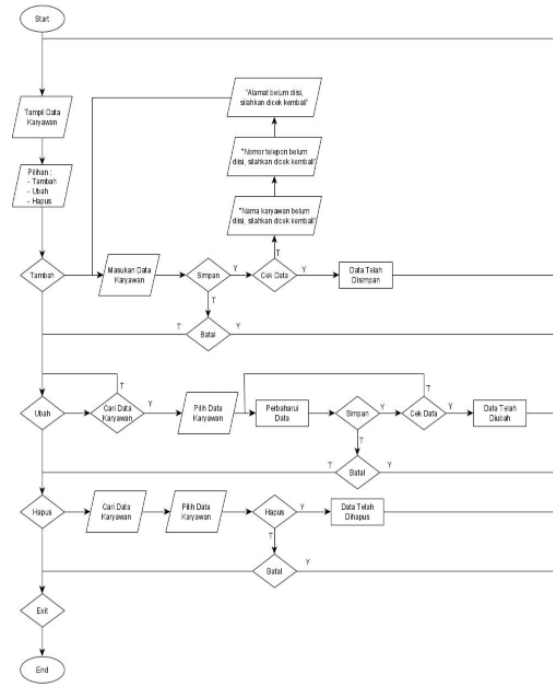 Start
Tampil Data
Karyawan
Pilihan :
- Tambah
- Ubah
- Hapus
"Alamat belum diisi,
silahkan dicek kembali"
"Nomor telepon belum
diisi, silahkan dicek kembali"
"Nama karyawan belum
diisi, silahkan dicek kembali"
T
Tambah
Masukan Data
Karyawan
Simpan
Y
Cek Data
Y
Data Telah
Disimpan
T
T
Batal
Y
T
Ubah
Cari Data
Karyawan
Y
Pilih Data
Karyawan
Perbaharui
Data
Simpan
Y
Cek Data
Y
Data Telah
Diubah
T
T
T
Batal
Y
Hapus
Cari Data
Karyawan
Pilih Data
Karyawan
Hapus
Y
Data Telah
Dihapus
T
Batal
Y
Exit
End